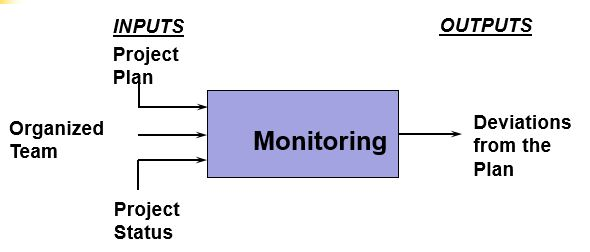 INPUTS
OUTPUTS
Project
Plan
Organized
Team
Monitoring
Deviations
from the
Plan
Project
Status